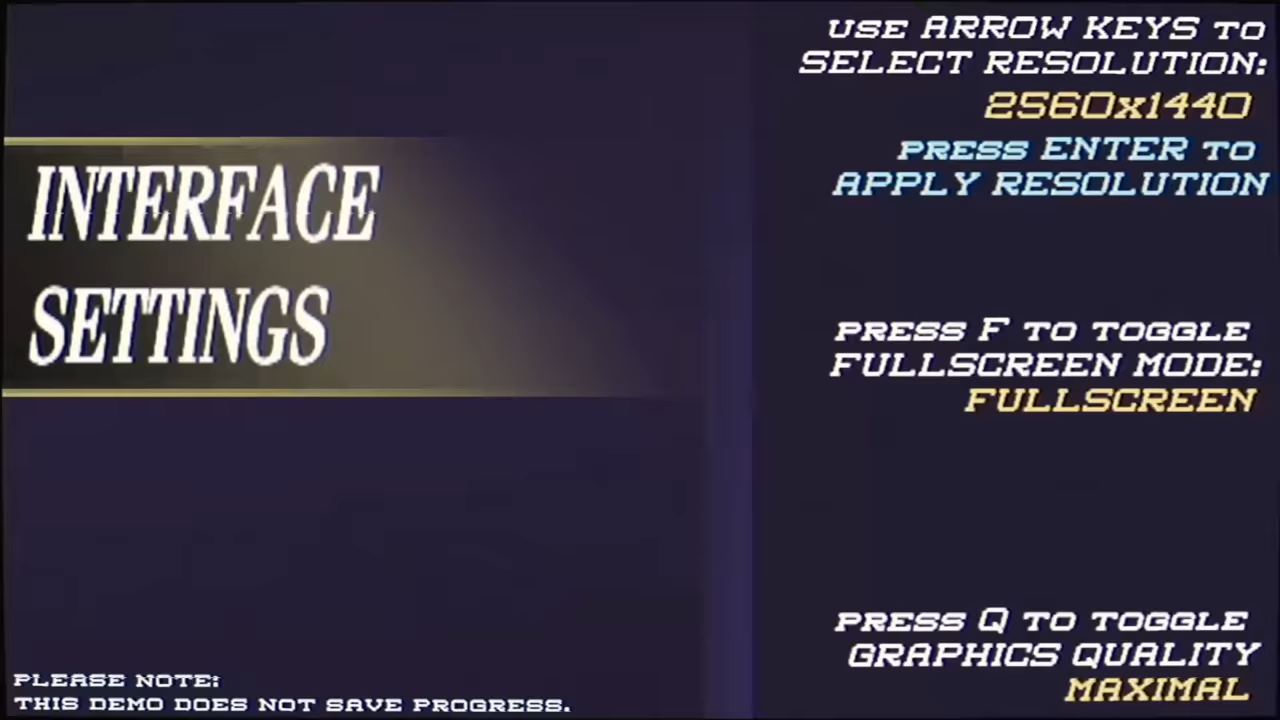 USE ARROW KEYS TO
SELECT RESOLUTION:
2560x1440
PRESS ENTER TO
APPLY RESOLUTION
INTERFACE
SETTINGS
PRESS F TO TOGGLE
FULLSCREEN MODE:
FULLSCREEN
PRESS Q TO TOGGLE
GRAPHICS QUALITY
MAXIMAL
PLEASE NOTE:
THIS DEMO DOES NOT SAVE PROGRESS.